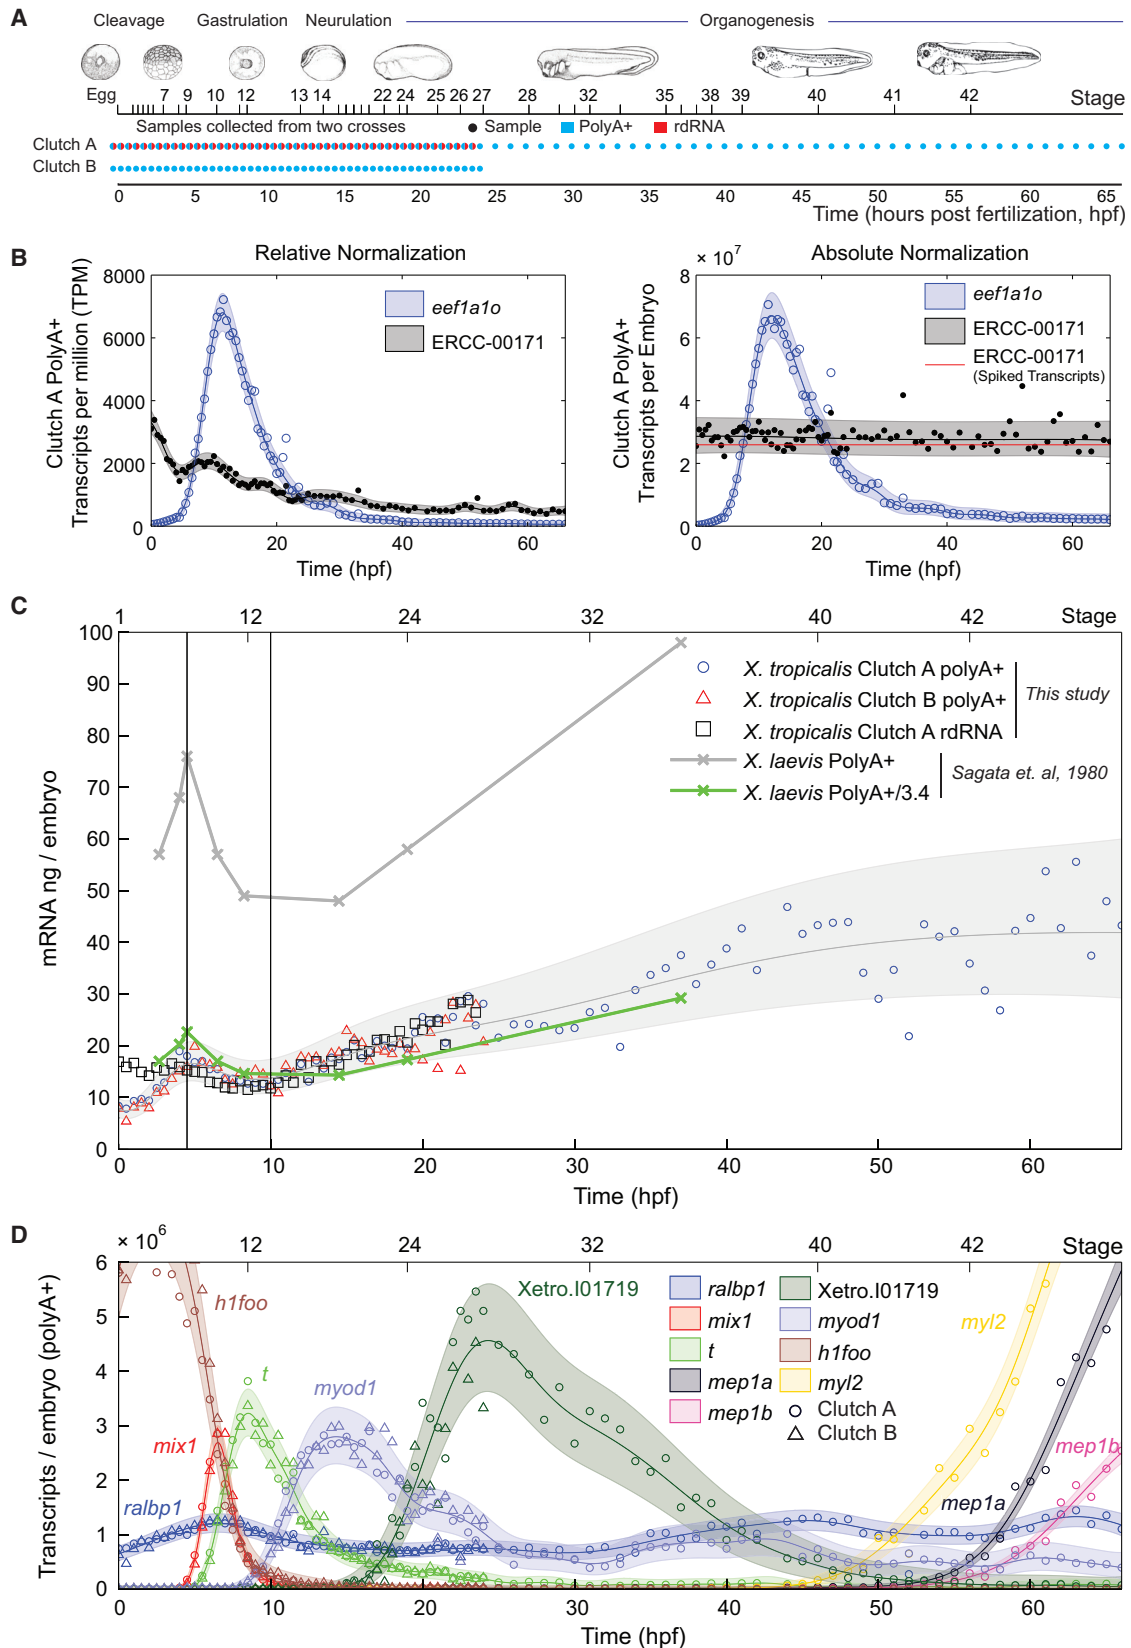 A
Cleavage Gastrulation Neurulation Organogenesis
Egg 7 9 10 12 13 14 22 24 25 26 27 28 32 35 38 39 40 41 42 Stage
Samples collected from two crosses Sample PolyA+ rdRNA
Clutch A
Clutch B
0 5 10 15 20 25 30 35 40 45 50 55 60 65
Time (hours post fertilization, hpf)
B
Relative Normalization
Clutch A PolyA+
Transcripts per million (TPM)
8000
6000
4000
2000
0
eef1a1o
ERCC-00171
0 20 40 60
Time (hpf)
Absolute Normalization
× 10⁷
Clutch A PolyA+
Transcripts per Embryo
8
6
4
2
0
eef1a1o
ERCC-00171
ERCC-00171
(Spiked Transcripts)
0 20 40 60
Time (hpf)
C
1 12 24 32 40 42 Stage
mRNA ng / embryo
100
90
80
70
60
50
40
30
20
10
0
X. tropicalis Clutch A polyA+
X. tropicalis Clutch B polyA+
X. tropicalis Clutch A rdRNA
This study
X. laevis PolyA+
X. laevis PolyA+/3.4
Sagata et. al, 1980
0 10 20 30 40 50 60
Time (hpf)
D
× 10⁶
12 24 32 40 42 Stage
Transcripts / embryo (polyA+)
6
5
4
3
2
1
0
h1foo
t
mix1
ralbp1
myod1
Xetro.I01719
ralbp1
mix1
t
mep1a
mep1b
Xetro.I01719
myod1
h1foo
myl2
Clutch A
Clutch B
myl2
mep1a
mep1b
0 10 20 30 40 50 60
Time (hpf)